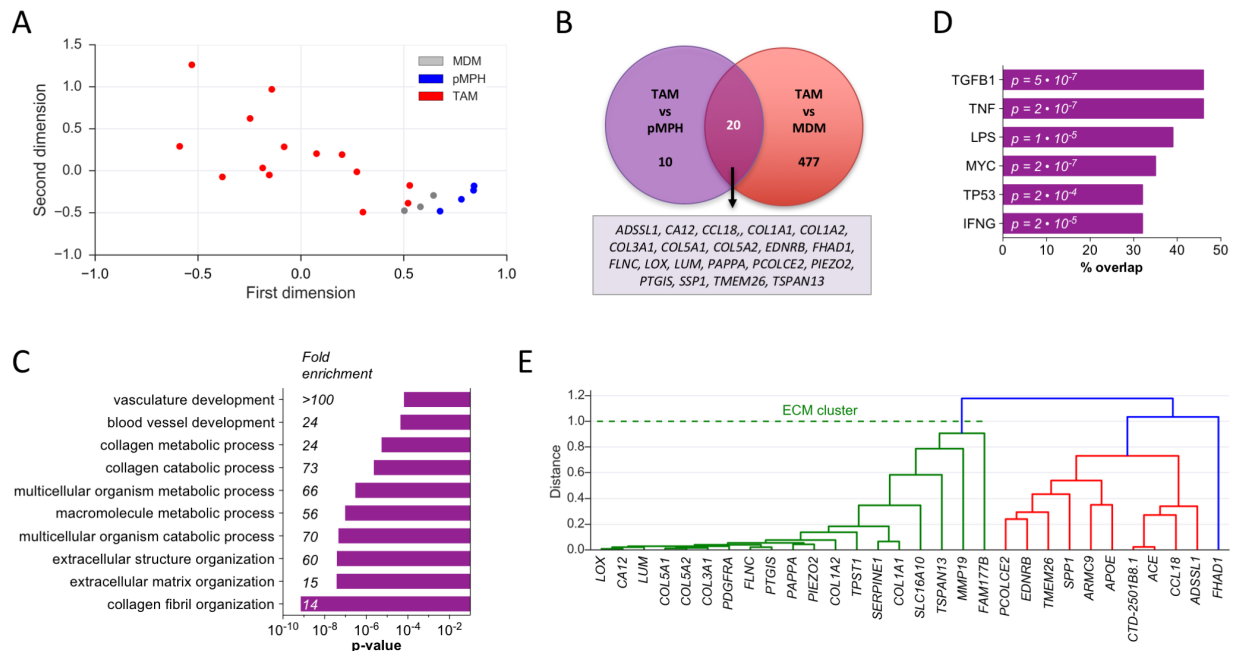 A
1.5
1.0
0.5
0.0
−0.5
−1.0
−1.0
−0.5
0.0
0.5
1.0
Second dimension
First dimension
MDM
pMPH
TAM
B
TAM
vs
pMPH
10
20
TAM
vs
MDM
477
ADSSL1, CA12, CCL18,, COL1A1, COL1A2,
COL3A1, COL5A1, COL5A2, EDNRB, FHAD1,
FLNC, LOX, LUM, PAPPA, PCOLCE2, PIEZO2,
PTGIS, SSP1, TMEM26, TSPAN13
D
TGFB1 p = 5 • 10-7
TNF p = 2 • 10-7
LPS p = 1 • 10-5
MYC p = 2 • 10-7
TP53 p = 2 • 10-4
IFNG p = 2 • 10-5
0 10 20 30 40 50
% overlap
C
Fold
enrichment
vasculature development >100
blood vessel development 24
collagen metabolic process 24
collagen catabolic process 73
multicellular organism metabolic process 66
macromolecule metabolic process 56
multicellular organism catabolic process 70
extracellular structure organization 60
extracellular matrix organization 15
collagen fibril organization 14
10-10 10-8 10-6 10-4 10-2
p-value
E
1.2
1.0
0.8
0.6
0.4
0.2
0.0
Distance
ECM cluster
LOX
CA12
LUM
COL5A1
COL5A2
COL3A1
PDGFRA
FLNC
PTGIS
PAPPA
PIEZO2
COL1A2
TPST1
SERPINE1
COL1A1
SLC16A10
TSPAN13
MMP19
FAM177B
PCOLCE2
EDNRB
TMEM26
SPP1
ARMC9
APOE
CTD-2501B8.1
ACE
CCL18
ADSSL1
FHAD1